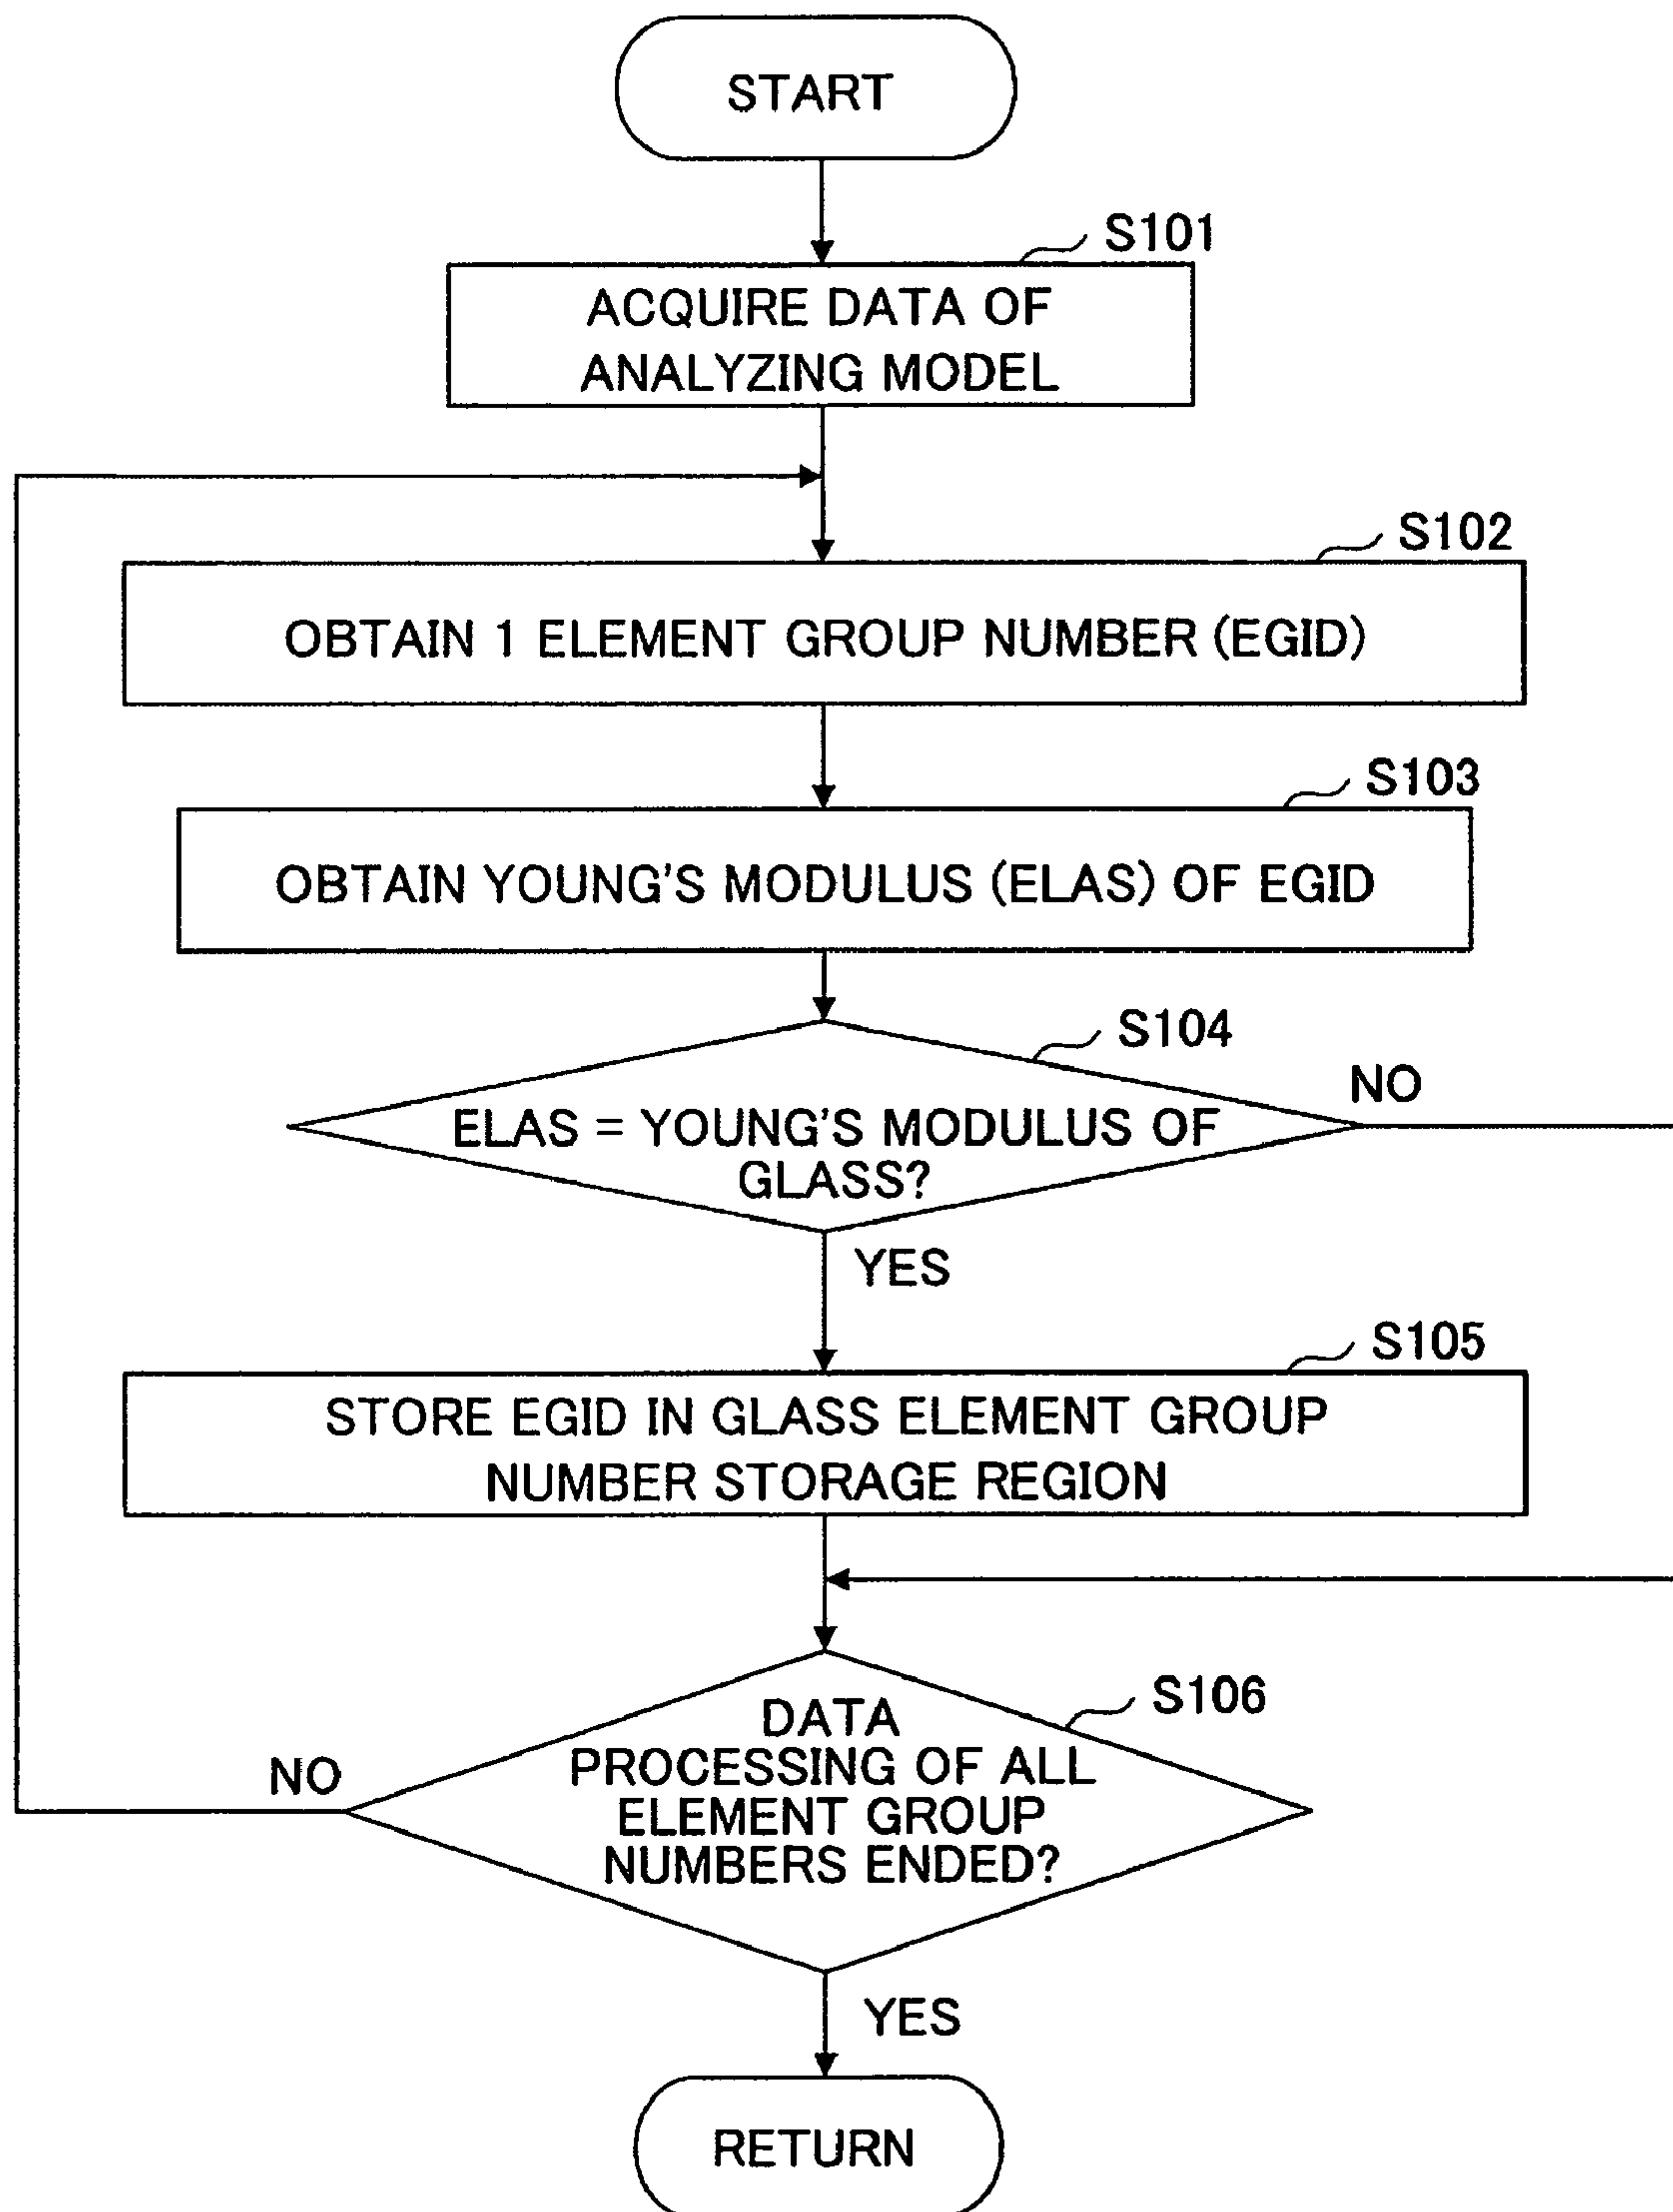 START
S101
ACQUIRE DATA OF
ANALYZING MODEL
S102
OBTAIN 1 ELEMENT GROUP NUMBER (EGID)
S103
OBTAIN YOUNG'S MODULUS (ELAS) OF EGID
S104
NO
ELAS = YOUNG'S MODULUS OF
GLASS?
YES
S105
STORE EGID IN GLASS ELEMENT GROUP
NUMBER STORAGE REGION
S106
DATA
PROCESSING OF ALL
ELEMENT GROUP
NUMBERS ENDED?
NO
YES
RETURN